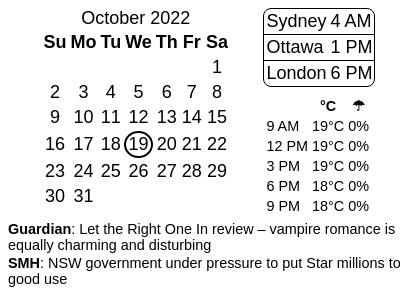 October 2022
Su Mo Tu We Th Fr Sa
1
2 3 4 5 6 7 8
9 10 11 12 13 14 15
16 17 18 19 20 21 22
23 24 25 26 27 28 29
30 31
Sydney 4 AM
Ottawa 1 PM
London 6 PM
°C ☂
9 AM 19°C 0%
12 PM 19°C 0%
3 PM 19°C 0%
6 PM 18°C 0%
9 PM 18°C 0%
Guardian: Let the Right One In review – vampire romance is
equally charming and disturbing
SMH: NSW government under pressure to put Star millions to
good use